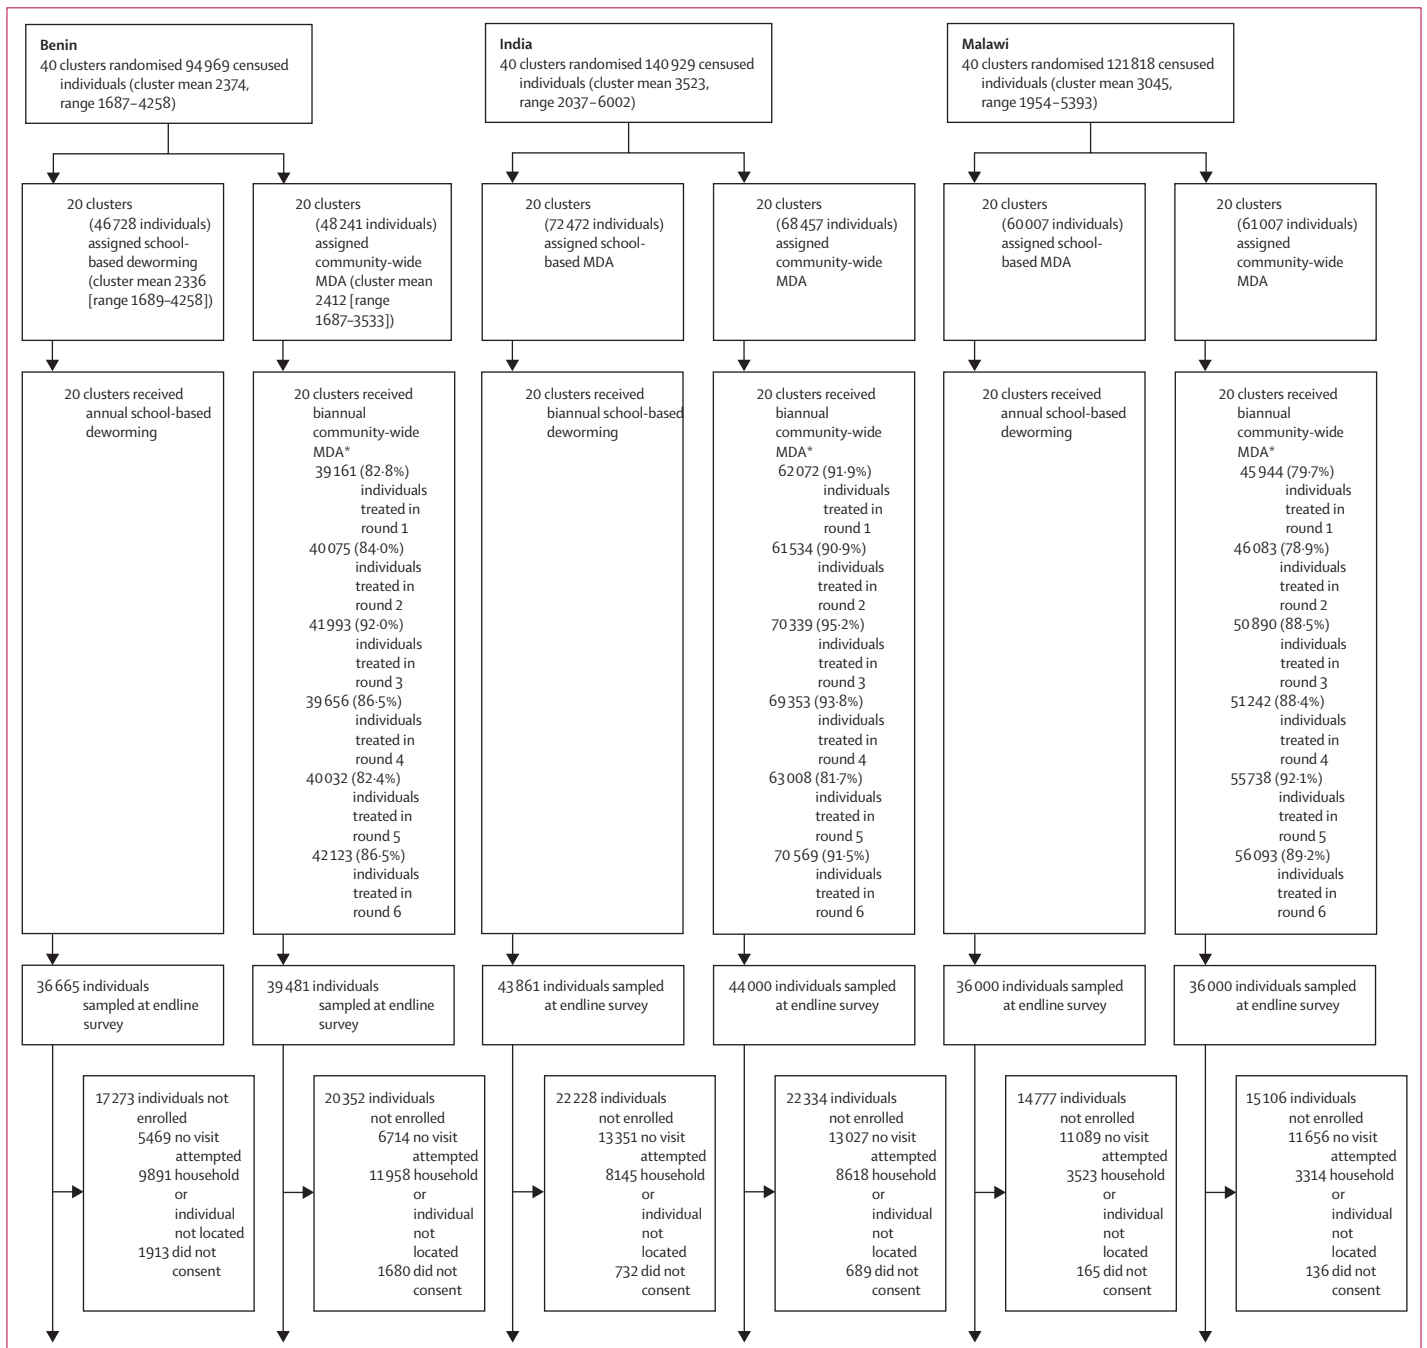 Benin
40 clusters randomised 94 969 censused
individuals (cluster mean 2374,
range 1687–4258)
India
40 clusters randomised 140 929 censused
individuals (cluster mean 3523,
range 2037–6002)
Malawi
40 clusters randomised 121 818 censused
individuals (cluster mean 3045,
range 1954–5393)
20 clusters
(46 728 individuals)
assigned school-
based deworming
(cluster mean 2336
[range 1689–4258])
20 clusters
(48 241 individuals)
assigned
community-wide
MDA (cluster mean
2412 [range
1687–3533])
20 clusters
(72 472 individuals)
assigned school-
based MDA
20 clusters
(68 457 individuals)
assigned
community-wide
MDA
20 clusters
(60 007 individuals)
assigned school-
based MDA
20 clusters
(61 007 individuals)
assigned
community-wide
MDA
20 clusters received
annual school-based
deworming
20 clusters received
biannual
community-wide
MDA*
39 161 (82·8%)
individuals
treated in
round 1
40 075 (84·0%)
individuals
treated in
round 2
41 993 (92·0%)
individuals
treated in
round 3
39 656 (86·5%)
individuals
treated in
round 4
40 032 (82·4%)
individuals
treated in
round 5
42 123 (86·5%)
individuals
treated in
round 6
20 clusters received
biannual school-based
deworming
20 clusters received
biannual
community-wide
MDA*
62 072 (91·9%)
individuals
treated in
round 1
61 534 (90·9%)
individuals
treated in
round 2
70 339 (95·2%)
individuals
treated in
round 3
69 353 (93·8%)
individuals
treated in
round 4
63 008 (81·7%)
individuals
treated in
round 5
70 569 (91·5%)
individuals
treated in
round 6
20 clusters received
annual school-based
deworming
20 clusters received
biannual
community-wide
MDA*
45 944 (79·7%)
individuals
treated in
round 1
46 083 (78·9%)
individuals
treated in
round 2
50 890 (88·5%)
individuals
treated in
round 3
51 242 (88·4%)
individuals
treated in
round 4
55 738 (92·1%)
individuals
treated in
round 5
56 093 (89·2%)
individuals
treated in
round 6
36 665 individuals
sampled at endline
survey
39 481 individuals
sampled at endline
survey
43 861 individuals sampled
at endline survey
44 000 individuals sampled
at endline survey
36 000 individuals sampled
at endline survey
36 000 individuals sampled
at endline survey
17 273 individuals not
enrolled
5469 no visit
attempted
9891 household
or
individual
not located
1913 did not
consent
20 352 individuals
not enrolled
6714 no visit
attempted
11 958 household
or
individual
not
located
1680 did not
consent
22 228 individuals
not enrolled
13 351 no visit
attempted
8145 household
or
individual
not
located
732 did not
consent
22 334 individuals
not enrolled
13 027 no visit
attempted
8618 household
or
individual
not
located
689 did not
consent
14 777 individuals
not enrolled
11 089 no visit
attempted
3523 household
or
individual
not
located
165 did not
consent
15 106 individuals
not enrolled
11 656 no visit
attempted
3314 household
or
individual
not
located
136 did not
consent